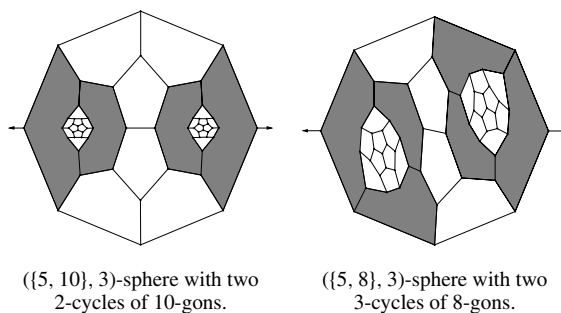 ({5, 10}, 3)-sphere with two
2-cycles of 10-gons.
({5, 8}, 3)-sphere with two
3-cycles of 8-gons.